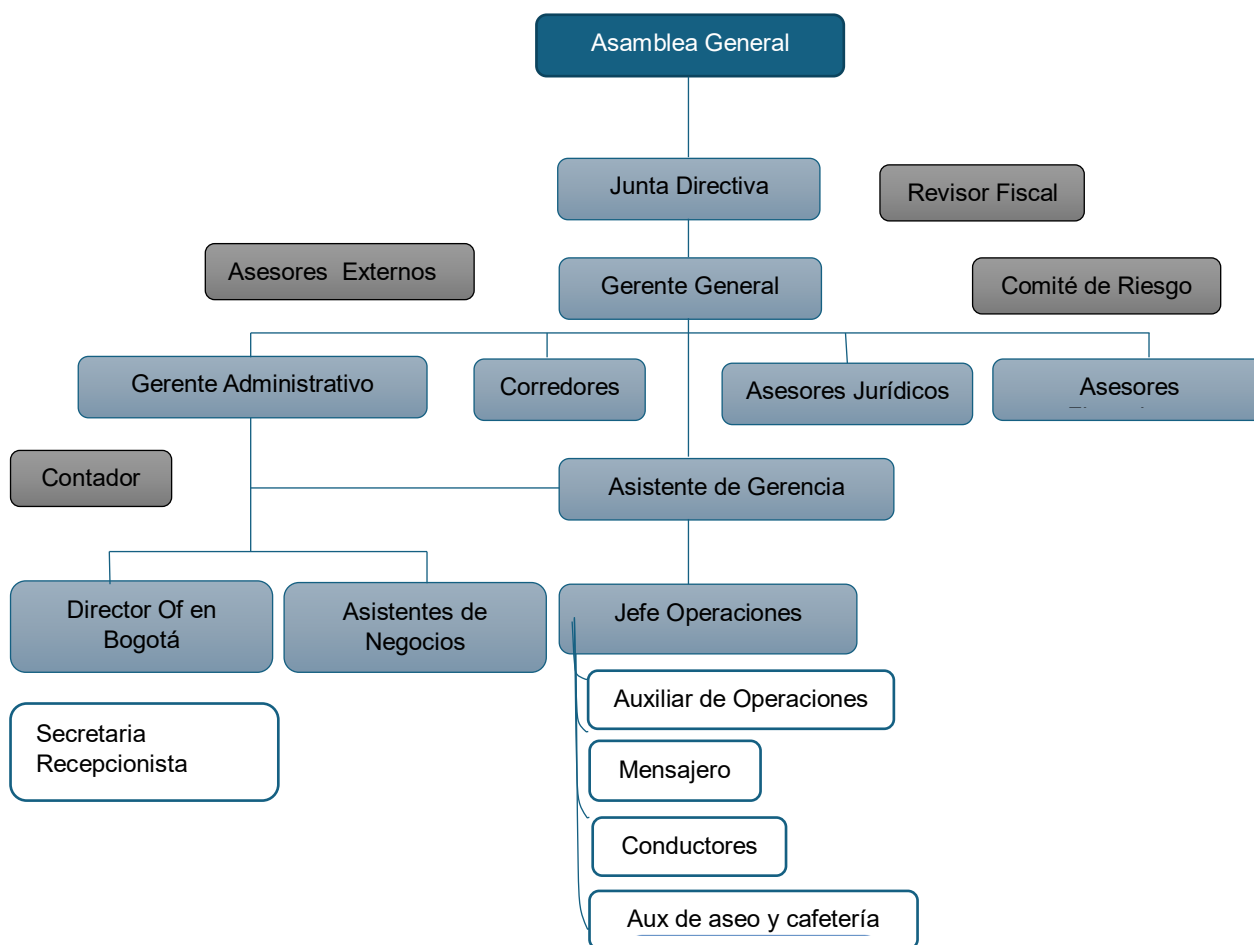 Asamblea General
Junta Directiva
Revisor Fiscal
Asesores Externos
Gerente General
Comité de Riesgo
Gerente Administrativo
Corredores
Asesores Jurídicos
Asesores
Contador
Asistente de Gerencia
Director Of en
Bogotá
Asistentes de
Negocios
Jefe Operaciones
Auxiliar de Operaciones
Secretaria
Recepcionista
Mensajero
Conductores
Aux de aseo y cafetería